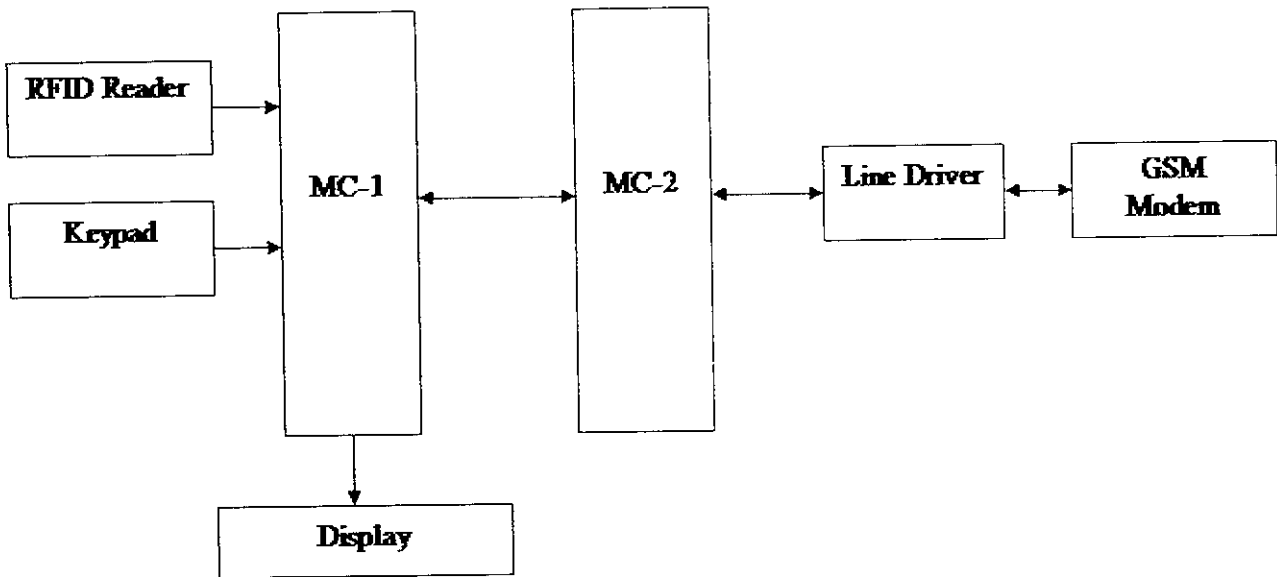 RFID Reader
Keypad
MC-1
MC-2
Line Driver
GSM
Modem
Display